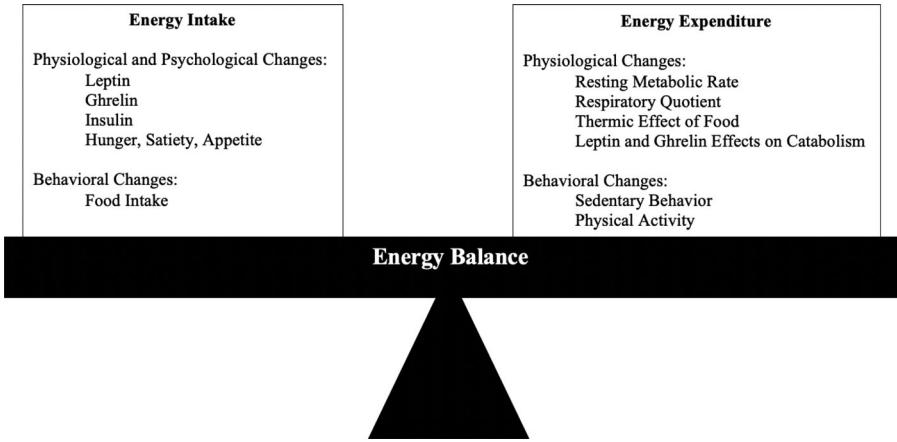 Energy Intake
Physiological and Psychological Changes:
Leptin
Ghrelin
Insulin
Hunger, Satiety, Appetite
Behavioral Changes:
Food Intake
Energy Expenditure
Physiological Changes:
Resting Metabolic Rate
Respiratory Quotient
Thermic Effect of Food
Leptin and Ghrelin Effects on Catabolism
Behavioral Changes:
Sedentary Behavior
Physical Activity
Energy Balance